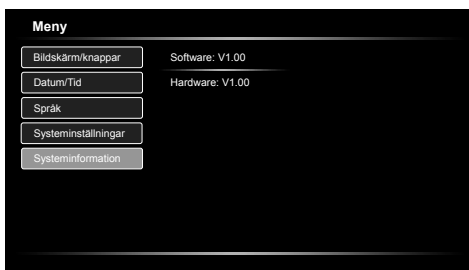 Meny
Bildskärm/knappar
Software: V1.00
Datum/Tid
Hardware: V1.00
Språk
Systeminställningar
Systeminformation